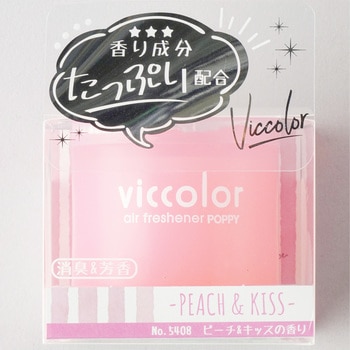 ★★★
香り成分
たっぷり配合
Viccolor
viccolor
air freshener POPPY
消臭&芳香
-PEACH & KISS-
No.5408 ピーチ&キッスの香り